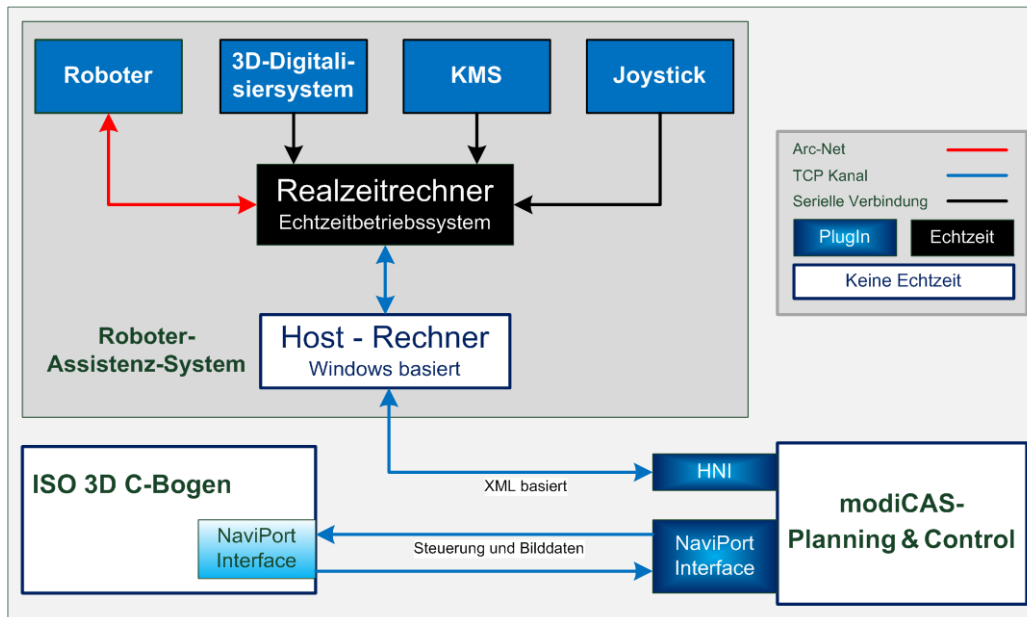 Roboter
3D-Digitali-
siersystem
KMS
Joystick
Realzeitrechner
Echtzeitbetriebssystem
Roboter-
Assistenz-System
Host - Rechner
Windows basiert
Arc-Net
TCP Kanal
Serielle Verbindung
PlugIn
Echtzeit
Keine Echtzeit
ISO 3D C-Bogen
NaviPort
Interface
XML basiert
Steuerung und Bilddaten
HNI
NaviPort
Interface
modiCAS-
Planning & Control